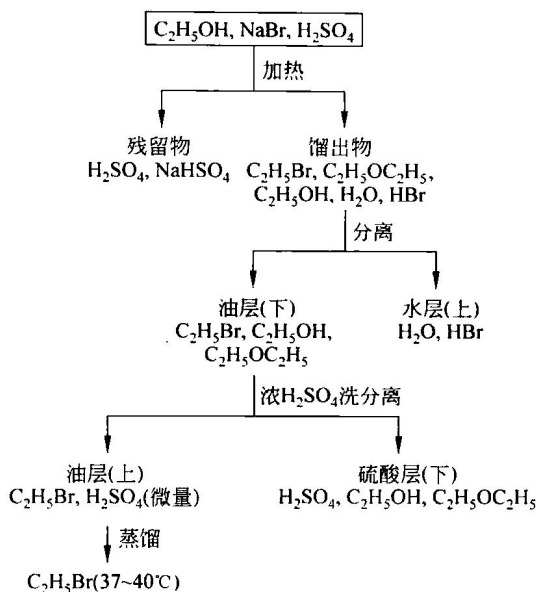 C₂H₅OH, NaBr, H₂SO₄
加热
残留物
H₂SO₄, NaHSO₄
馏出物
C₂H₅Br, C₂H₅OC₂H₅,
C₂H₅OH, H₂O, HBr
分离
油层(下)
C₂H₅Br, C₂H₅OH,
C₂H₅OC₂H₅
水层(上)
H₂O, HBr
浓H₂SO₄洗分离
油层(上)
C₂H₅Br, H₂SO₄(微量)
硫酸层(下)
H₂SO₄, C₂H₅OH, C₂H₅OC₂H₅
蒸馏
C₂H₅Br(37~40℃)